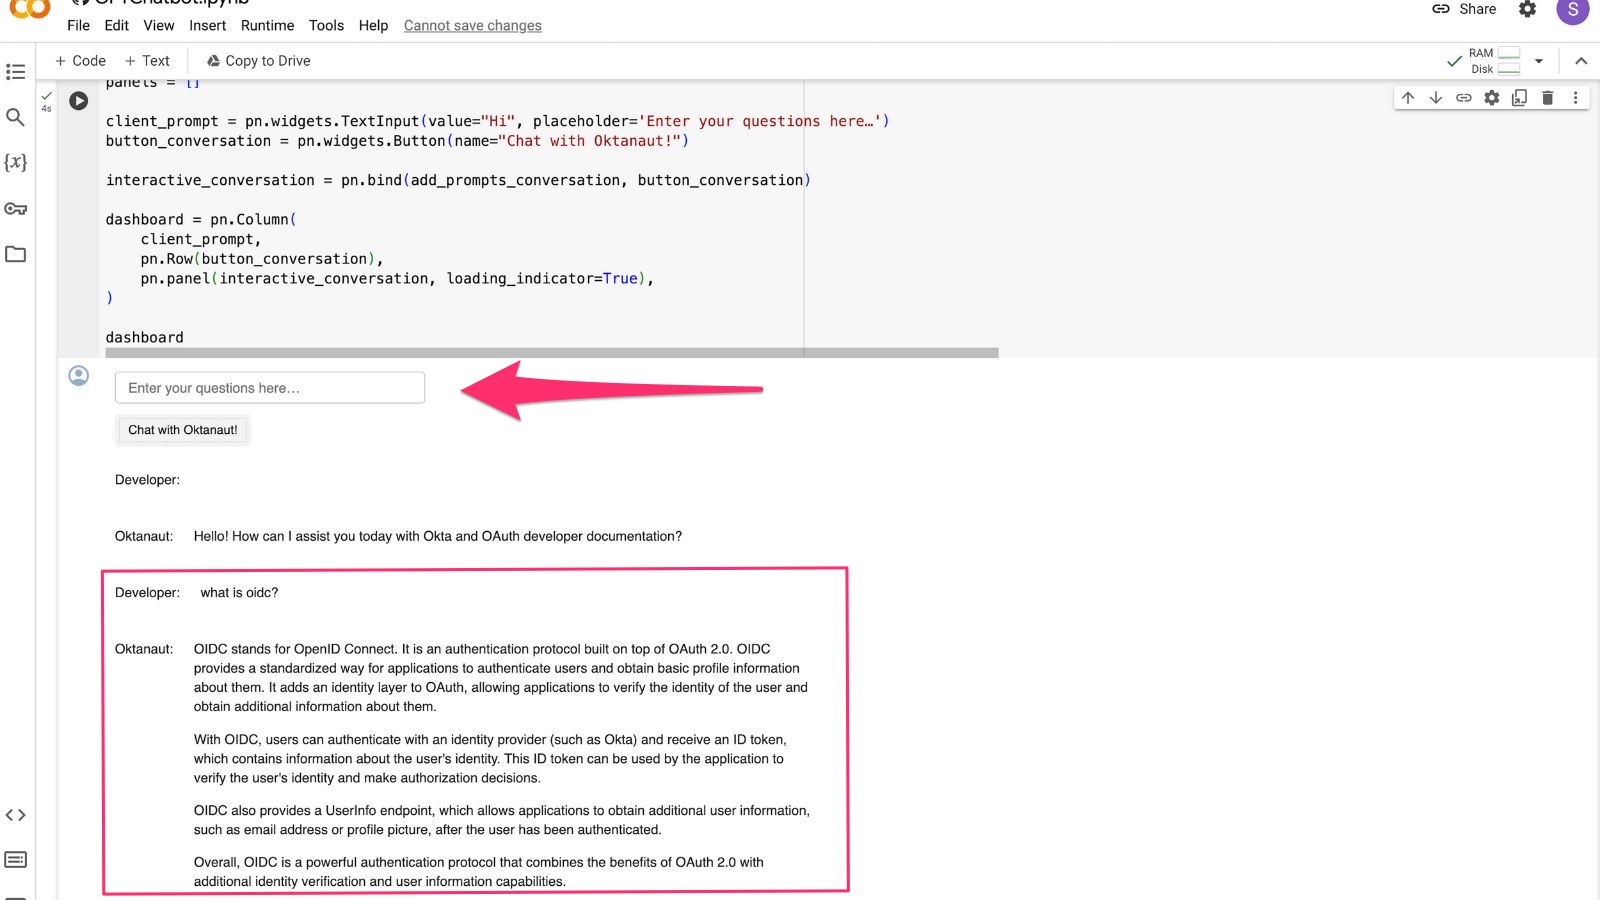 File Edit View Insert Runtime Tools Help Cannot save changes
Share
S
+ Code + Text Copy to Drive
RAM
Disk
4s
{x}
panels = []
client_prompt = pn.widgets.TextInput(value="Hi", placeholder='Enter your questions here…')
button_conversation = pn.widgets.Button(name="Chat with Oktanaut!")
interactive_conversation = pn.bind(add_prompts_conversation, button_conversation)
dashboard = pn.Column(
client_prompt,
pn.Row(button_conversation),
pn.panel(interactive_conversation, loading_indicator=True),
)
dashboard
Enter your questions here…
Chat with Oktanaut!
Developer:
Oktanaut: Hello! How can I assist you today with Okta and OAuth developer documentation?
Developer: what is oidc?
Oktanaut: OIDC stands for OpenID Connect. It is an authentication protocol built on top of OAuth 2.0. OIDC
provides a standardized way for applications to authenticate users and obtain basic profile information
about them. It adds an identity layer to OAuth, allowing applications to verify the identity of the user and
obtain additional information about them.
With OIDC, users can authenticate with an identity provider (such as Okta) and receive an ID token,
which contains information about the user's identity. This ID token can be used by the application to
verify the user's identity and make authorization decisions.
OIDC also provides a UserInfo endpoint, which allows applications to obtain additional user information,
such as email address or profile picture, after the user has been authenticated.
Overall, OIDC is a powerful authentication protocol that combines the benefits of OAuth 2.0 with
additional identity verification and user information capabilities.